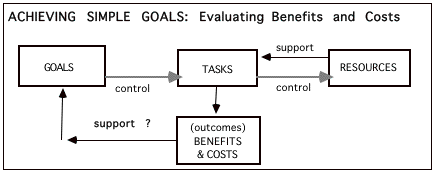 ACHIEVING SIMPLE GOALS: Evaluating Benefits and Costs
support
GOALS
TASKS
RESOURCES
control
control
support ?
(outcomes)
BENEFITS
& COSTS